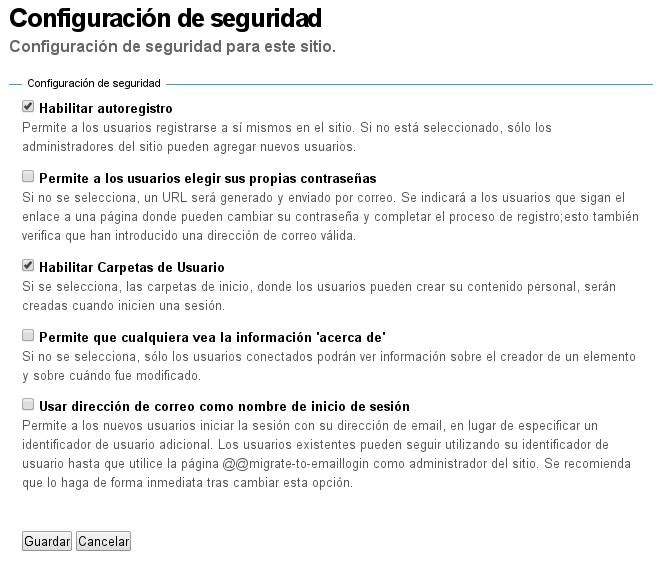 Configuración de seguridad
Configuración de seguridad para este sitio.
Configuración de seguridad
Habilitar autoregistro
Permite a los usuarios registrarse a sí mismos en el sitio. Si no está seleccionado, sólo los
administradores del sitio pueden agregar nuevos usuarios.
Permite a los usuarios elegir sus propias contraseñas
Si no se selecciona, un URL será generado y enviado por correo. Se indicará a los usuarios que sigan el
enlace a una página donde pueden cambiar su contraseña y completar el proceso de registro;esto también
verifica que han introducido una dirección de correo válida.
Habilitar Carpetas de Usuario
Si se selecciona, las carpetas de inicio, donde los usuarios pueden crear su contenido personal, serán
creadas cuando inicien una sesión.
Permite que cualquiera vea la información 'acerca de'
Si no se selecciona, sólo los usuarios conectados podrán ver información sobre el creador de un elemento
y sobre cuándo fue modificado.
Usar dirección de correo como nombre de inicio de sesión
Permite a los nuevos usuarios iniciar la sesión con su dirección de email, en lugar de especificar un
identificador de usuario adicional. Los usuarios existentes pueden seguir utilizando su identificador de
usuario hasta que utilice la página @@migrate-to-emaillogin como administrador del sitio. Se recomienda
que lo haga de forma inmediata tras cambiar esta opción.
Guardar Cancelar